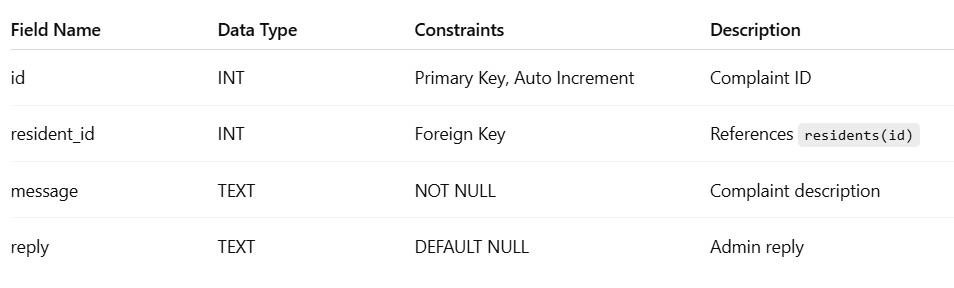 Field Name Data Type Constraints Description
id INT Primary Key, Auto Increment Complaint ID
resident_id INT Foreign Key References residents(id)
message TEXT NOT NULL Complaint description
reply TEXT DEFAULT NULL Admin reply